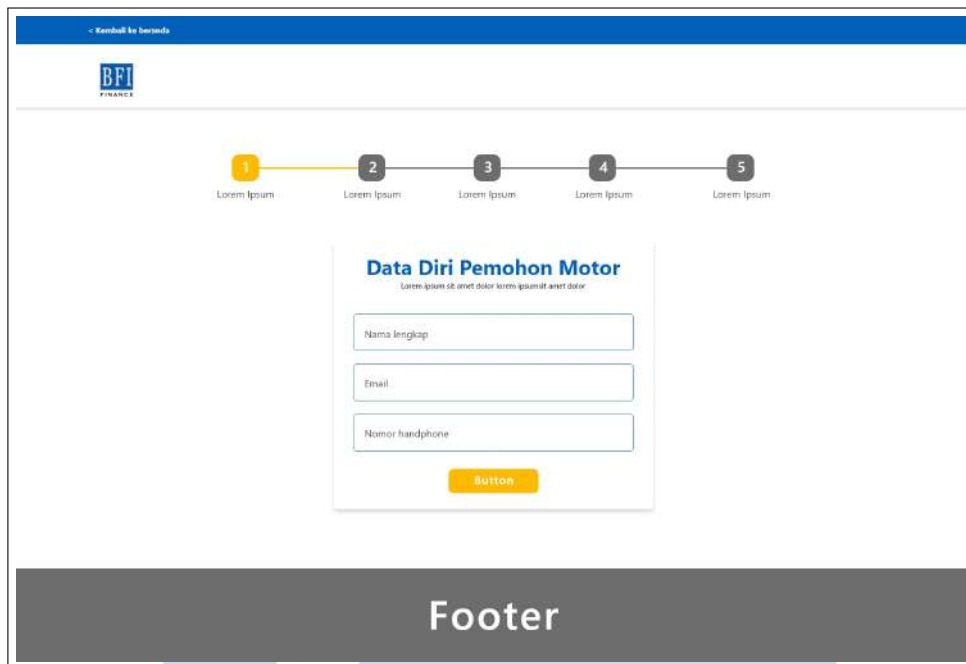 < Kembali ke beranda
BFI
FINANCE
1 2 3 4 5
Lorem Ipsum Lorem Ipsum Lorem Ipsum Lorem Ipsum Lorem Ipsum
Data Diri Pemohon Motor
Lorem ipsum sit amet dolor lorem ipsumsit amet dolor
Nama lengkap
Email
Nomor handphone
Button
Footer